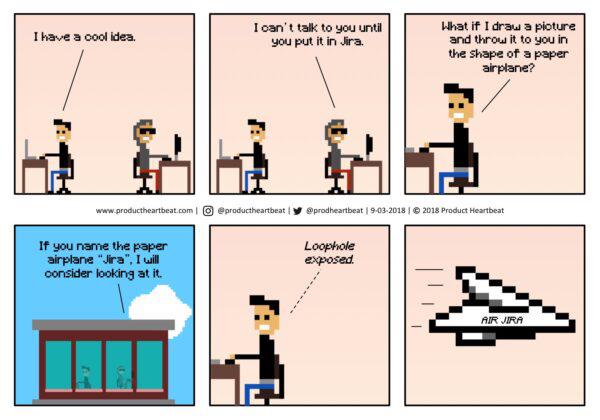 I have a cool idea.
I can't talk to you until
you put it in Jira.
What if I draw a picture
and throw it to you in
the shape of a paper
airplane?
www.productheartbeat.com | @productheartbeat | @prodheartbeat | 9-03-2018 | © 2018 Product Heartbeat
If you name the paper
airplane "Jira", I will
consider looking at it.
Loophole
exposed.
AIR JIRA